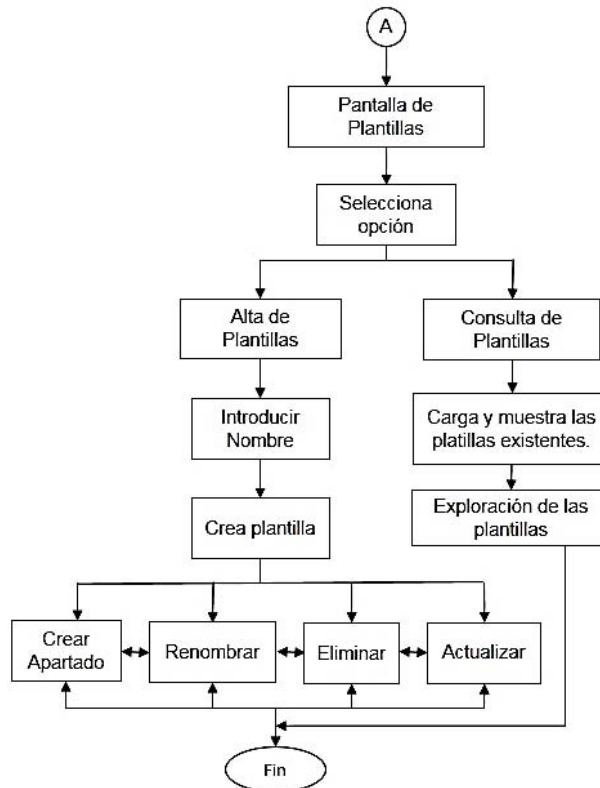 A
Pantalla de
Plantillas
Selecciona
opción
Alta de
Plantillas
Consulta de
Plantillas
Introducir
Nombre
Carga y muestra las
platillas existentes.
Crea plantilla
Exploración de las
plantillas
Crear
Apartado
Renombrar
Eliminar
Actualizar
Fin